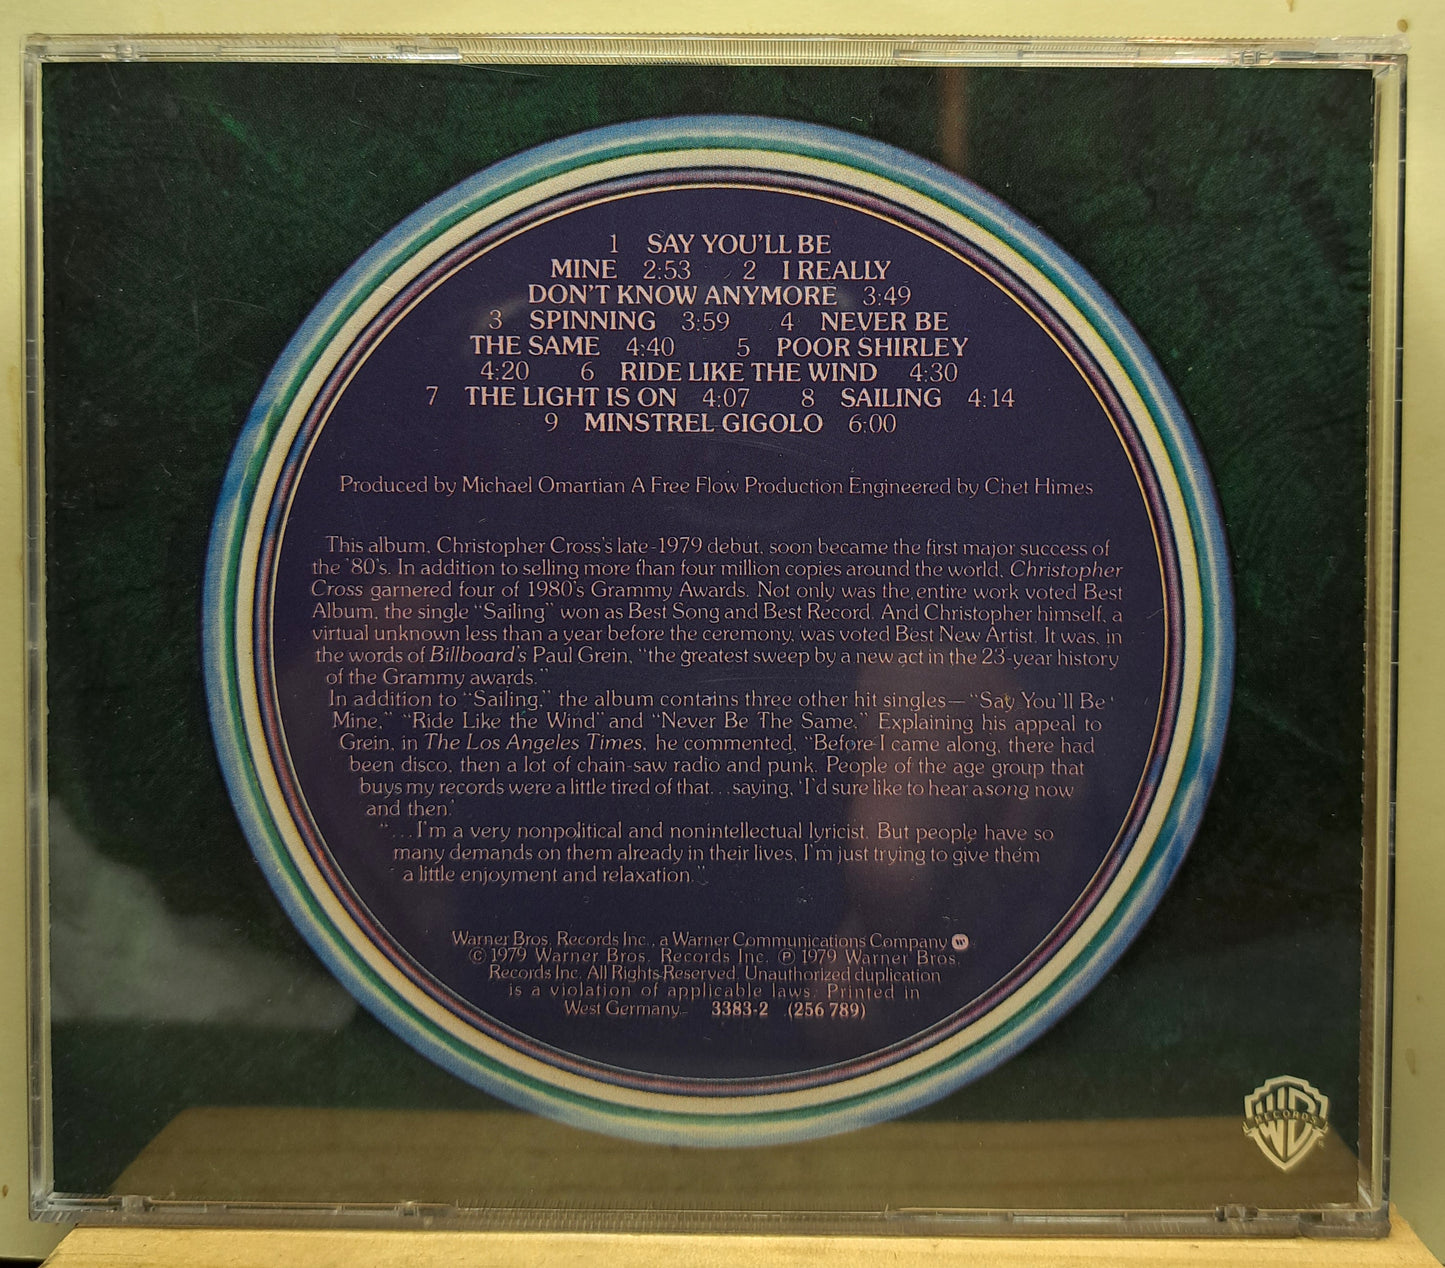 1 SAY YOU'LL BE
MINE 2:53 2 I REALLY
DON'T KNOW ANYMORE 3:49
3 SPINNING 3:59 4 NEVER BE
THE SAME 4:40 5 POOR SHIRLEY
4:20 6 RIDE LIKE THE WIND 4:30
7 THE LIGHT IS ON 4:07 8 SAILING 4:14
9 MINSTREL GIGOLO 6:00
Produced by Michael Omartian A Free Flow Production Engineered by Chet Himes
This album, Christopher Cross's late-1979 debut, soon became the first major success of
the '80's. In addition to selling more than four million copies around the world, Christopher
Cross garnered four of 1980's Grammy Awards. Not only was the entire work voted Best
Album, the single "Sailing" won as Best Song and Best Record. And Christopher himself, a
virtual unknown less than a year before the ceremony, was voted Best New Artist. It was, in
the words of Billboard's Paul Grein, "the greatest sweep by a new act in the 23-year history
of the Grammy awards."
In addition to "Sailing," the album contains three other hit singles—"Say You'll Be
Mine," "Ride Like the Wind" and "Never Be The Same." Explaining his appeal to
Grein, in The Los Angeles Times, he commented, "Before I came along, there had
been disco, then a lot of chain-saw radio and punk. People of the age group that
buys my records were a little tired of that...saying, 'I'd sure like to hear a song now
and then.'
"...I'm a very nonpolitical and nonintellectual lyricist. But people have so
many demands on them already in their lives, I'm just trying to give them
a little enjoyment and relaxation."
Warner Bros. Records Inc., a Warner Communications Company
© 1979 Warner Bros. Records Inc. ℗ 1979 Warner Bros.
Records Inc. All Rights Reserved. Unauthorized duplication
is a violation of applicable laws. Printed in
West Germany. 3383-2 (256 789)
WB
RECORDS